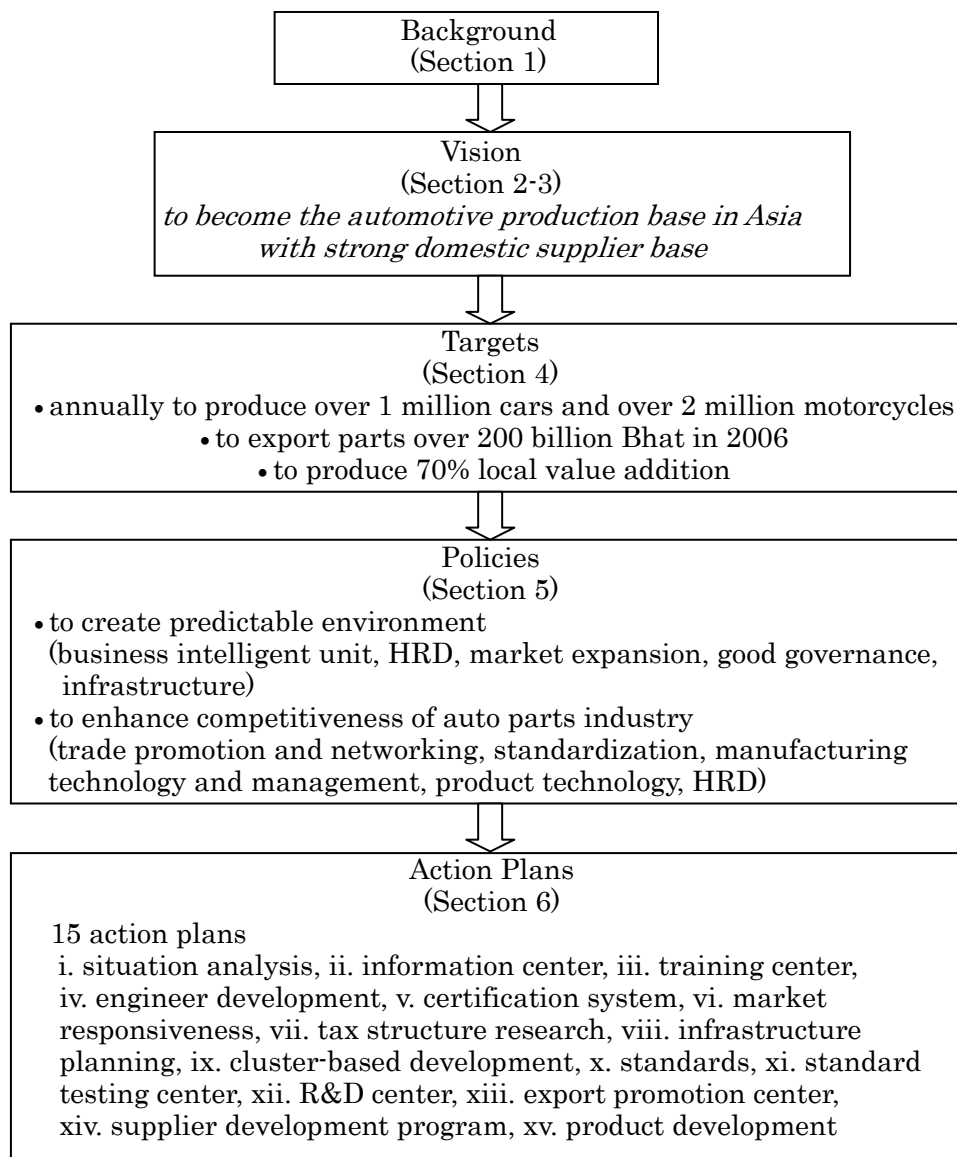 Background
(Section 1)
Vision
(Section 2-3)
to become the automotive production base in Asia
with strong domestic supplier base
Targets
(Section 4)
• annually to produce over 1 million cars and over 2 million motorcycles
• to export parts over 200 billion Bhat in 2006
• to produce 70% local value addition
Policies
(Section 5)
• to create predictable environment
(business intelligent unit, HRD, market expansion, good governance,
infrastructure)
• to enhance competitiveness of auto parts industry
(trade promotion and networking, standardization, manufacturing
technology and management, product technology, HRD)
Action Plans
(Section 6)
15 action plans
i. situation analysis, ii. information center, iii. training center,
iv. engineer development, v. certification system, vi. market
responsiveness, vii. tax structure research, viii. infrastructure
planning, ix. cluster-based development, x. standards, xi. standard
testing center, xii. R&D center, xiii. export promotion center,
xiv. supplier development program, xv. product development